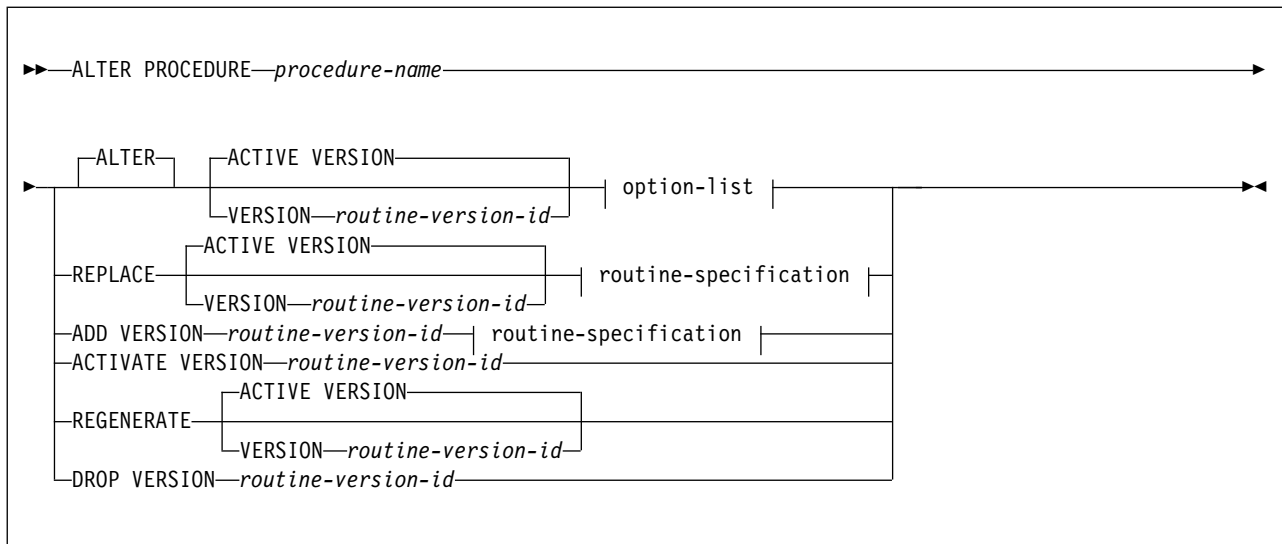 ALTER PROCEDURE procedure-name
ALTER ACTIVE VERSION
option-list
VERSION routine-version-id
ACTIVE VERSION
REPLACE routine-specification
VERSION routine-version-id
ADD VERSION routine-version-id routine-specification
ACTIVATE VERSION routine-version-id
ACTIVE VERSION
REGENERATE
VERSION routine-version-id
DROP VERSION routine-version-id